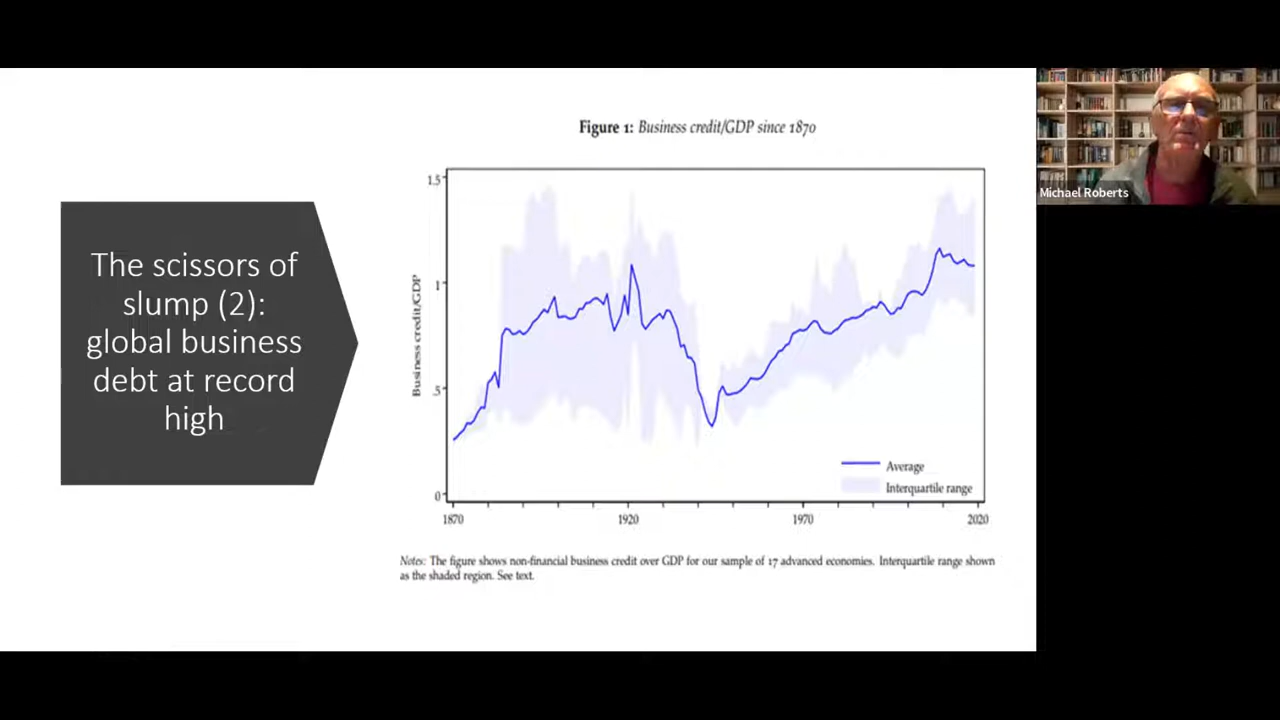 The scissors of
slump (2):
global business
debt at record
high
Figure 1: Business credit/GDP since 1870
Business credit/GDP
1.5
1
.5
0
1870
1920
1970
2020
Average
Interquartile range
Notes: The figure shows non-financial business credit over GDP for our sample of 17 advanced economies. Interquartile range shown
as the shaded region. See text.
Michael Roberts